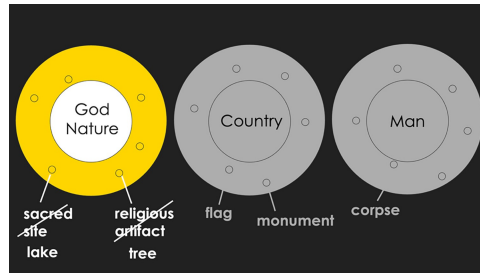 God
Nature
Country
Man
sacred
site
lake
religious
artifact
tree
flag
monument
corpse